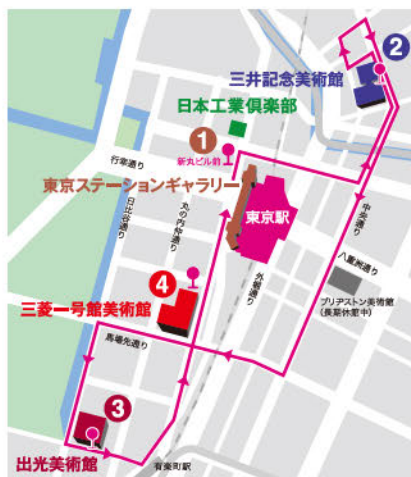 2
三井記念美術館
日本工業倶楽部
1
新丸ビル前
行幸通り
東京ステーションギャラリー
日比谷通り
丸の内仲通り
東京駅
中央通り
八重洲通り
外堀通り
4
ブリヂストン美術館
(長期休館中)
三菱一号館美術館
馬場先通り
3
出光美術館
有楽町駅